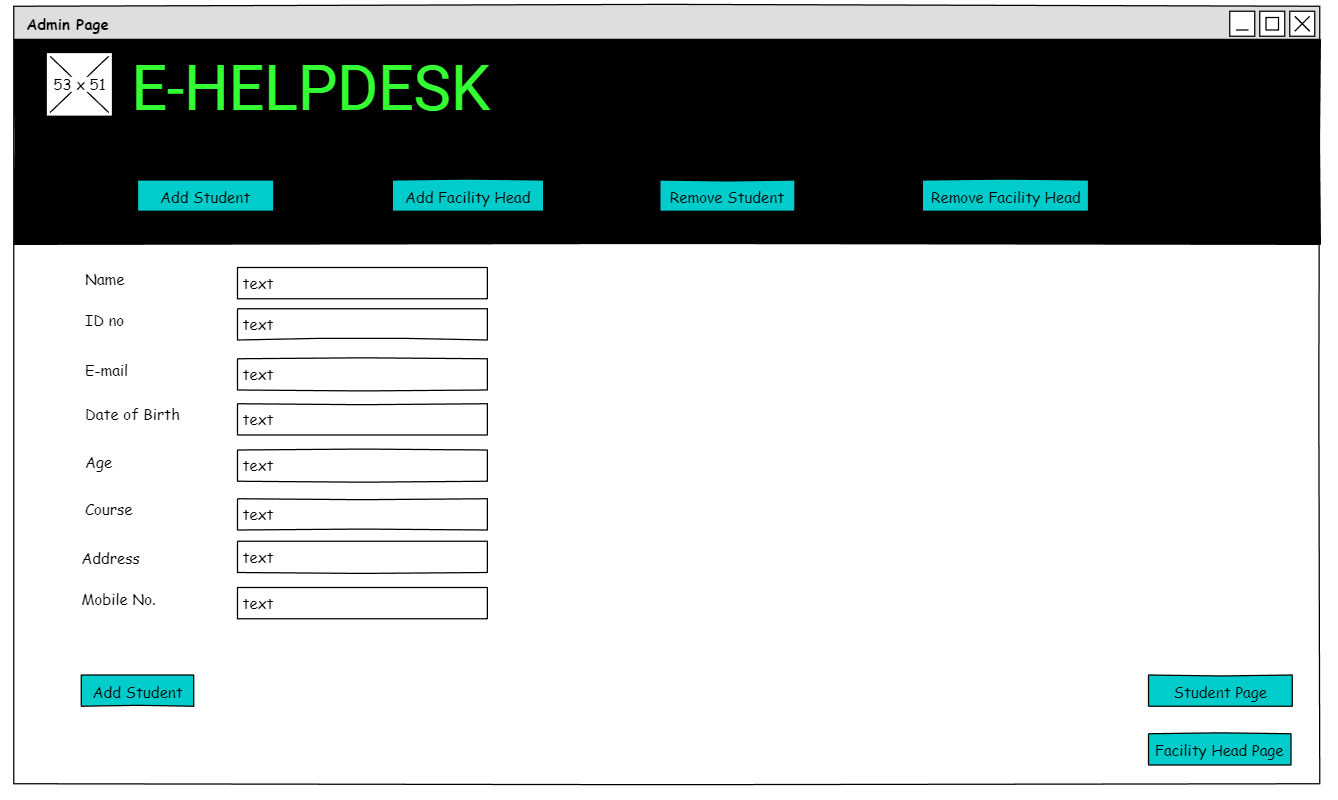 Admin Page
53 x 51
E-HELPDESK
Add Student
Add Facility Head
Remove Student
Remove Facility Head
Name
text
ID no
text
E-mail
text
Date of Birth
text
Age
text
Course
text
Address
text
Mobile No.
text
Add Student
Student Page
Facility Head Page